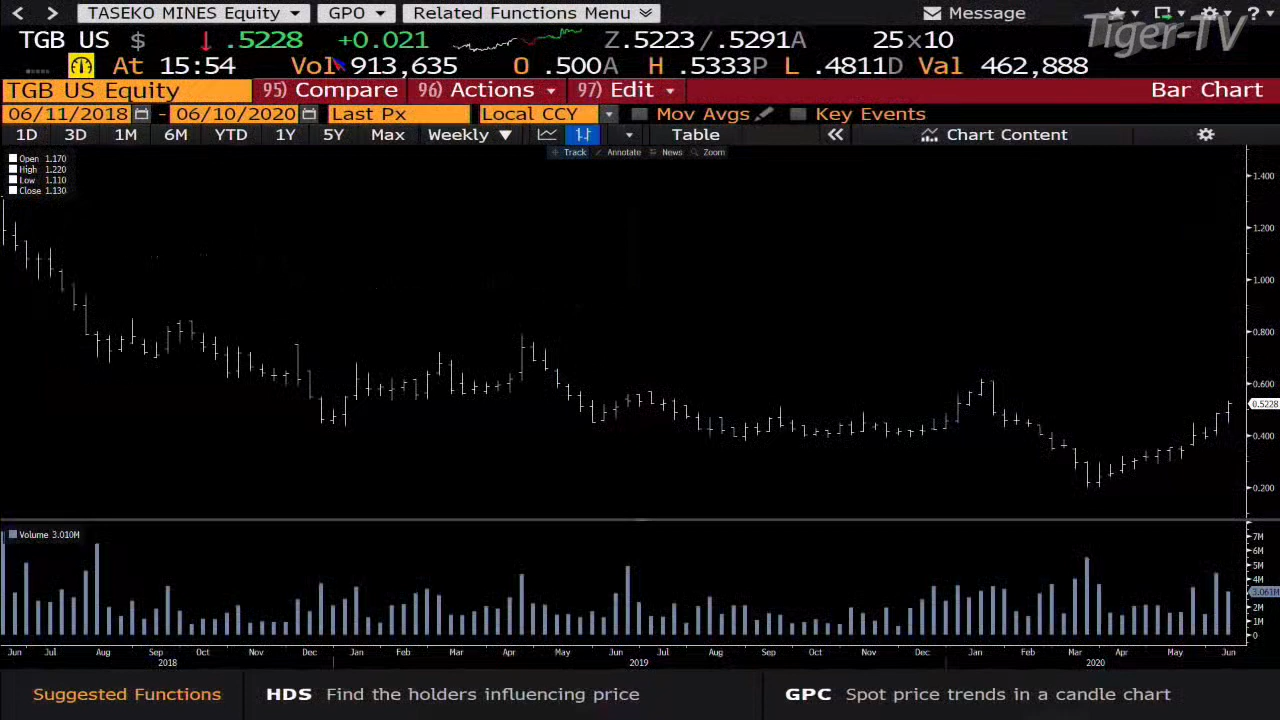 TASEKO MINES Equity GPO Related Functions Menu Message ?
TGB US $ ↓ .5228 +0.021 Z.5223/.5291A 25x10 Tiger-TV
At 15:54 Vol 913,635 O .500A H .5333P L .4811D Val 462,888
TGB US Equity 95) Compare 96) Actions 97) Edit Bar Chart
06/11/2018 - 06/10/2020 Last Px Local CCY Mov Avgs Key Events
1D 3D 1M 6M YTD 1Y 5Y Max Weekly ▼ Table Chart Content
Track Annotate News Zoom
Open 1.170
High 1.220
Low 1.110
Close 1.130
1.400
1.200
1.000
0.800
0.600
0.5228
0.400
0.200
Volume 3.010M
7M
6M
5M
4M
3.061M
2M
1M
0
Jun Jul Aug Sep Oct Nov Dec Jan Feb Mar Apr May Jun Jul Aug Sep Oct Nov Dec Jan Feb Mar Apr May Jun
2018 2019 2020
Suggested Functions HDS Find the holders influencing price GPC Spot price trends in a candle chart